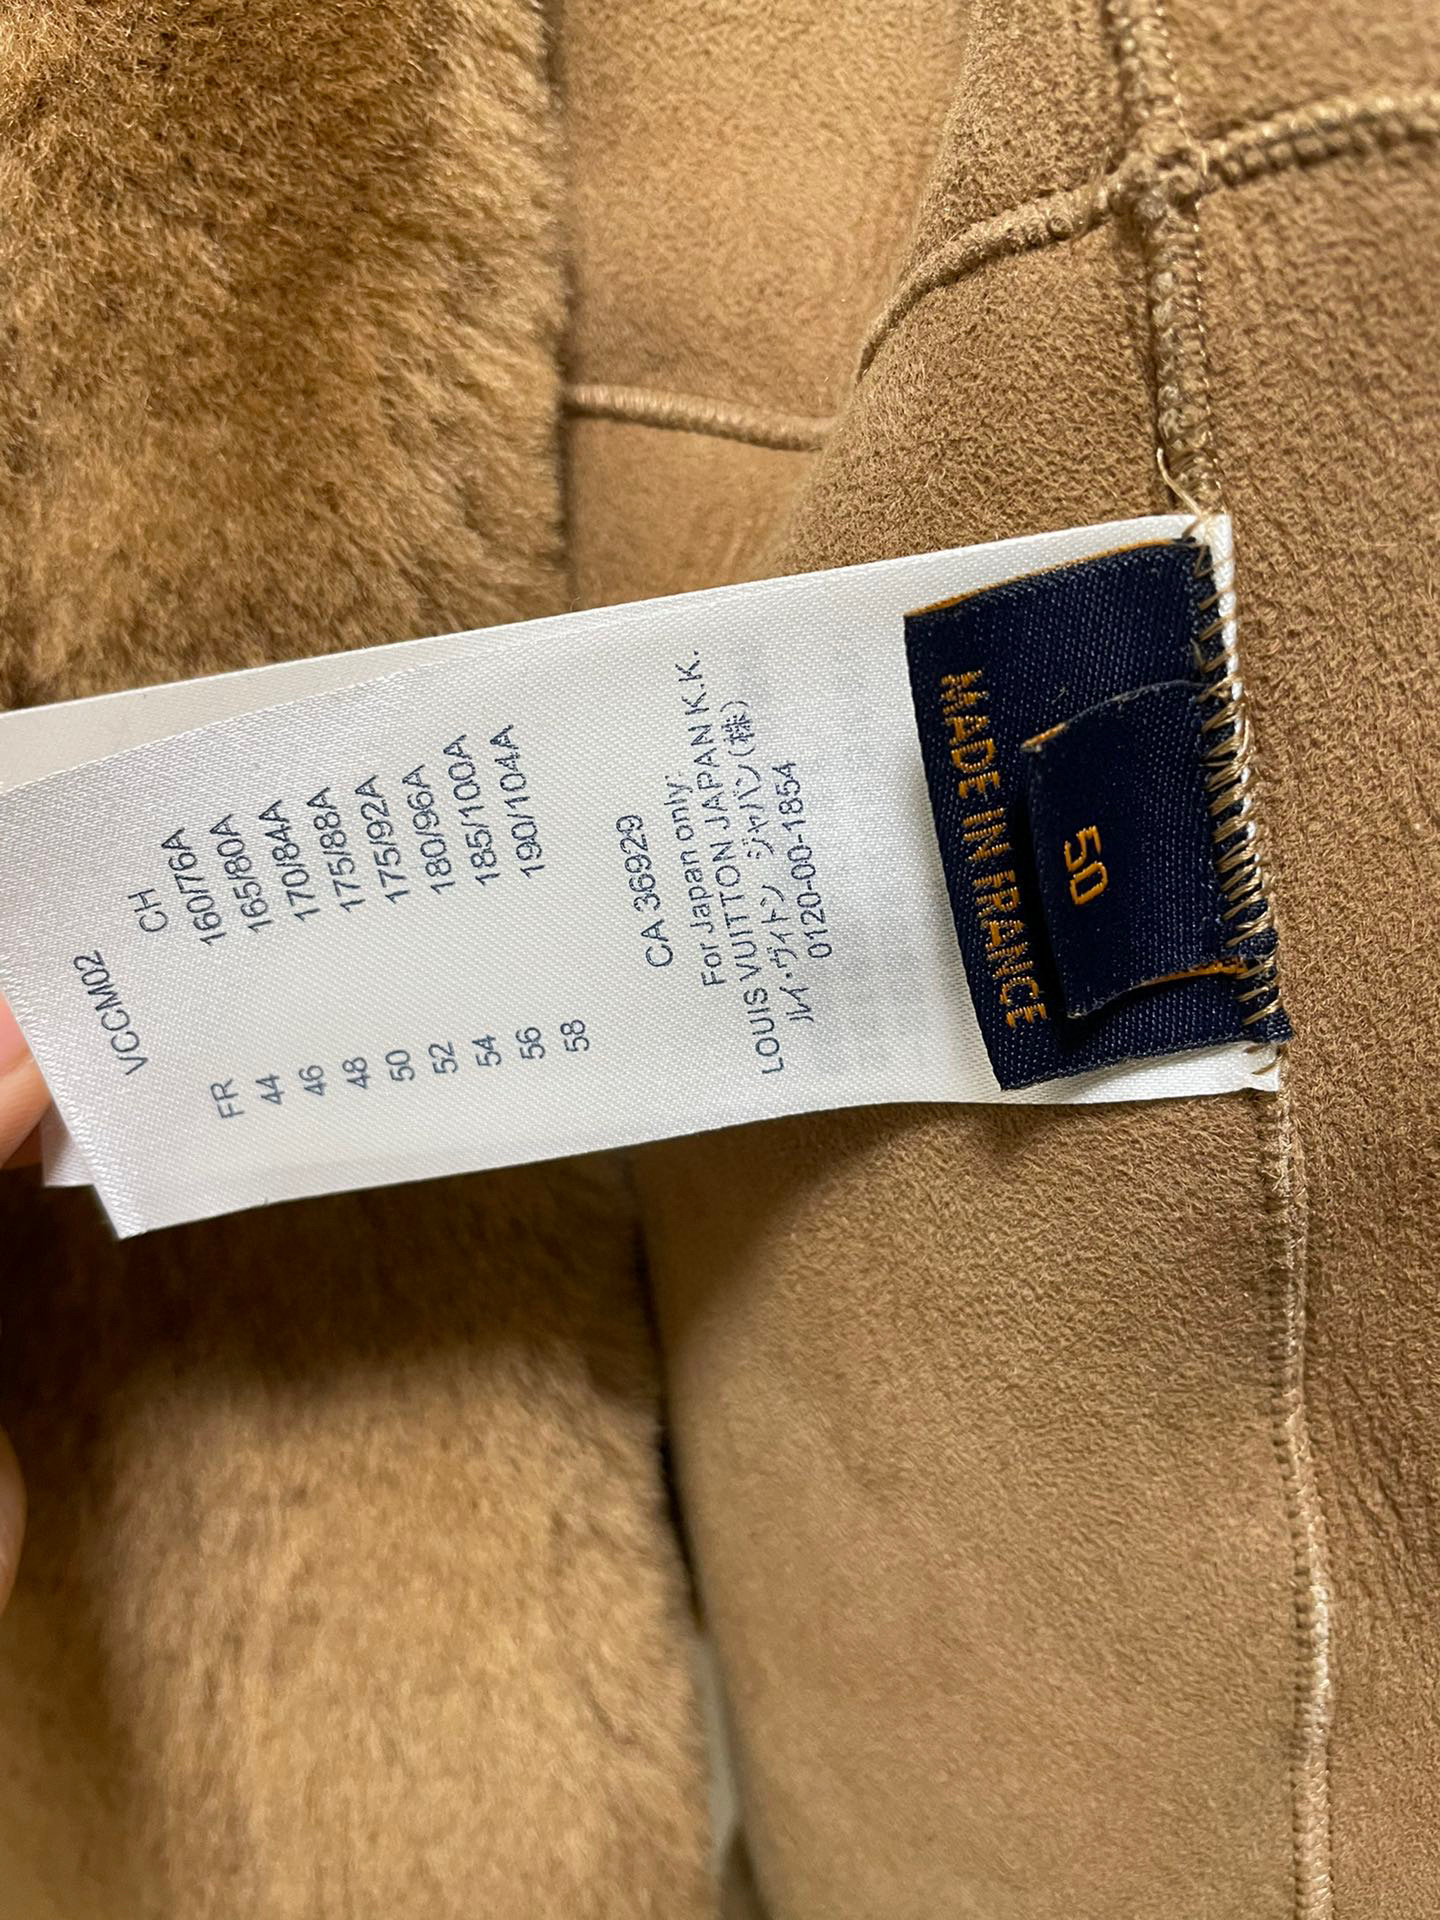 VCCM02
FR CH
44 160/76A
46 165/80A
48 170/84A
50 175/88A
52 175/92A
54 180/96A
56 185/100A
58 190/104A
CA 36929
For Japan only:
LOUIS VUITTON JAPAN K.K.
ルイ・ヴィトン ジャパン(株)
0120-00-1854
MADE IN FRANCE
50